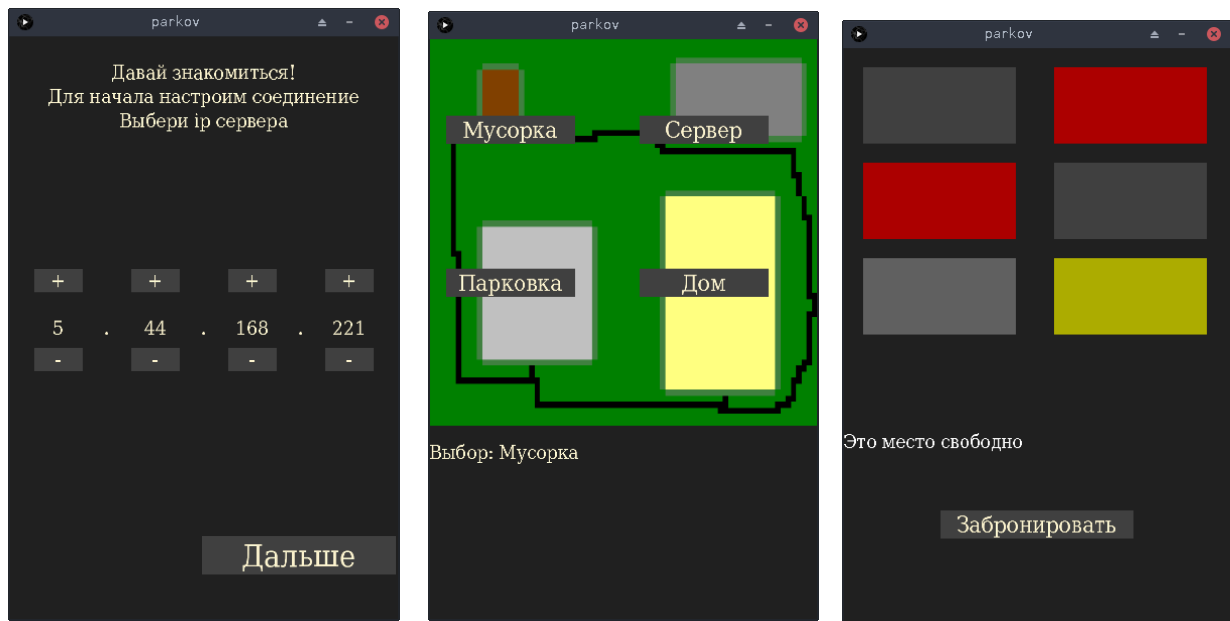 parkov
Давай знакомиться!
Для начала настроим соединение
Выбери ip сервера
+ + + +
5 . 44 . 168 . 221
- - - -
Дальше
parkov
Мусорка
Сервер
Парковка
Дом
Выбор: Мусорка
parkov
Это место свободно
Забронировать